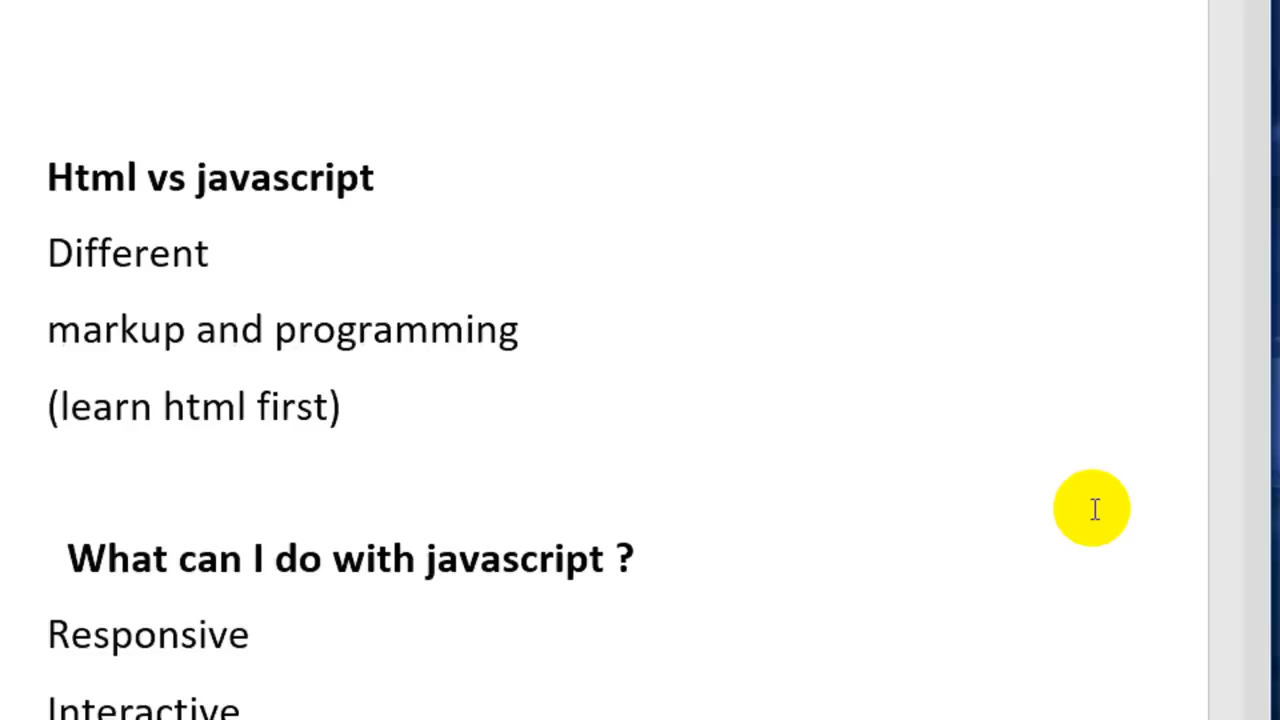 Html vs javascript
Different
markup and programming
(learn html first)
What can I do with javascript ?
Responsive
Interactive